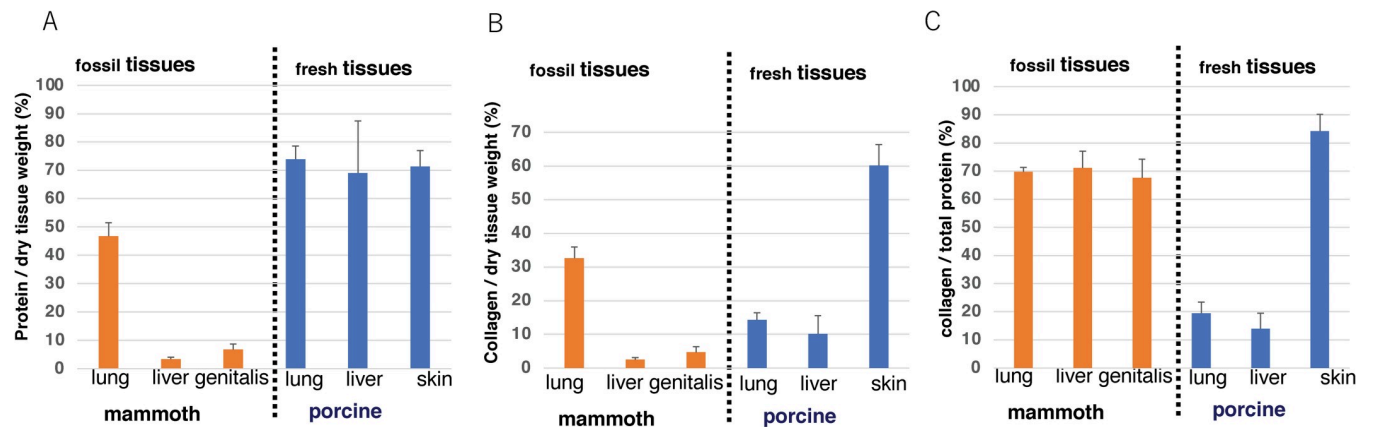 A
fossil tissues
fresh tissues
Protein / dry tissue weight (%)
100
90
80
70
60
50
40
30
20
10
0
lung
liver
genitalis
lung
liver
skin
mammoth
porcine
B
fossil tissues
fresh tissues
Collagen / dry tissue weight (%)
70
60
50
40
30
20
10
0
lung
liver
genitalis
lung
liver
skin
mammoth
porcine
C
fossil tissues
fresh tissues
collagen / total protein (%)
100
90
80
70
60
50
40
30
20
10
0
lung
liver
genitalis
lung
liver
skin
mammoth
porcine